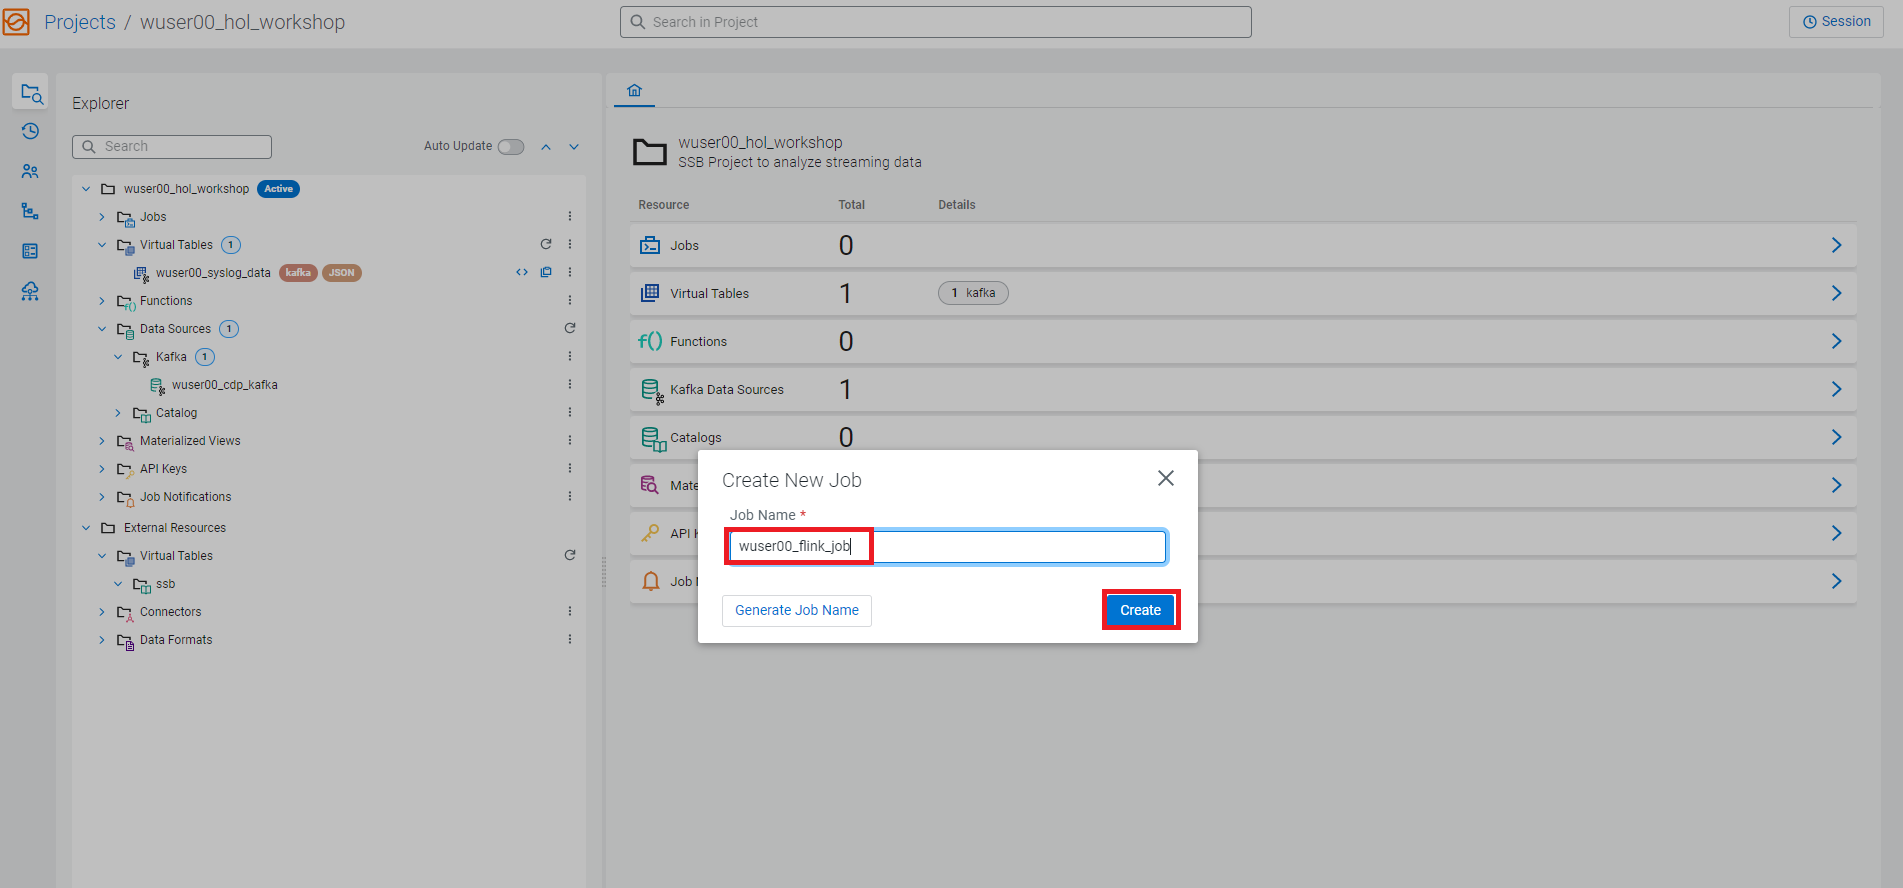 Projects / wuser00_hol_workshop
Search in Project
Session
Explorer
Search
Auto Update
wuser00_hol_workshop Active
Jobs
Virtual Tables 1
wuser00_syslog_data kafka JSON
Functions
Data Sources 1
Kafka 1
wuser00_cdp_kafka
Catalog
Materialized Views
API Keys
Job Notifications
External Resources
Virtual Tables
ssb
Connectors
Data Formats
wuser00_hol_workshop
SSB Project to analyze streaming data
Resource Total Details
Jobs 0
Virtual Tables 1 1 kafka
f() Functions 0
Kafka Data Sources 1
Catalogs 0
Mate
API K
Job N
Create New Job
Job Name *
wuser00_flink_job
Generate Job Name
Create